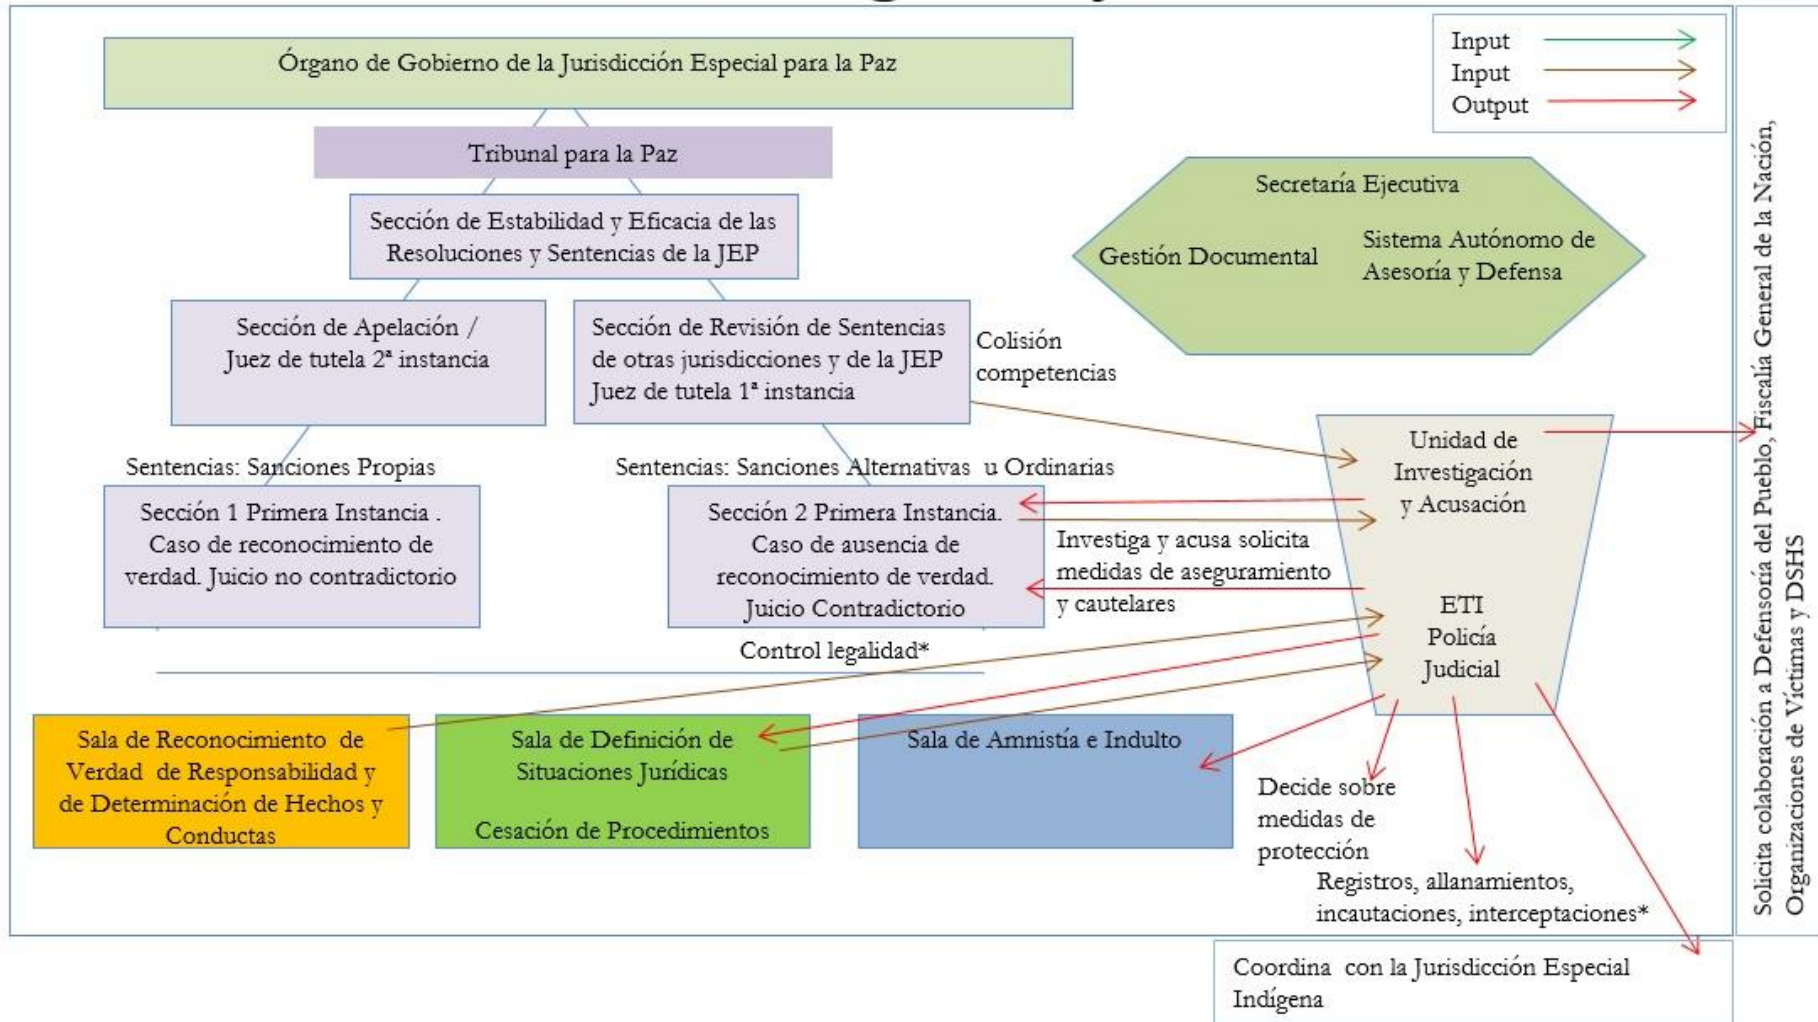 Órgano de Gobierno de la Jurisdicción Especial para la Paz
Input
Input
Output
Tribunal para la Paz
Sección de Estabilidad y Eficacia de las
Resoluciones y Sentencias de la JEP
Secretaría Ejecutiva
Gestión Documental
Sistema Autónomo de
Asesoría y Defensa
Sección de Apelación /
Juez de tutela 2ª instancia
Sección de Revisión de Sentencias
de otras jurisdicciones y de la JEP
Juez de tutela 1ª instancia
Colisión
competencias
Sentencias: Sanciones Propias
Sentencias: Sanciones Alternativas u Ordinarias
Sección 1 Primera Instancia .
Caso de reconocimiento de
verdad. Juicio no contradictorio
Sección 2 Primera Instancia.
Caso de ausencia de
reconocimiento de verdad.
Juicio Contradictorio
Investiga y acusa solicita
medidas de aseguramiento
y cautelares
Unidad de
Investigación
y Acusación
ETI
Policía
Judicial
Control legalidad*
Sala de Reconocimiento de
Verdad de Responsabilidad y
de Determinación de Hechos y
Conductas
Sala de Definición de
Situaciones Jurídicas
Cesación de Procedimientos
Sala de Amnistía e Indulto
Decide sobre
medidas de
protección
Registros, allanamientos,
incautaciones, interceptaciones*
Coordina con la Jurisdicción Especial
Indígena
Solicita colaboración a Defensoría del Pueblo, Fiscalía General de la Nación,
Organizaciones de Víctimas y DSHS